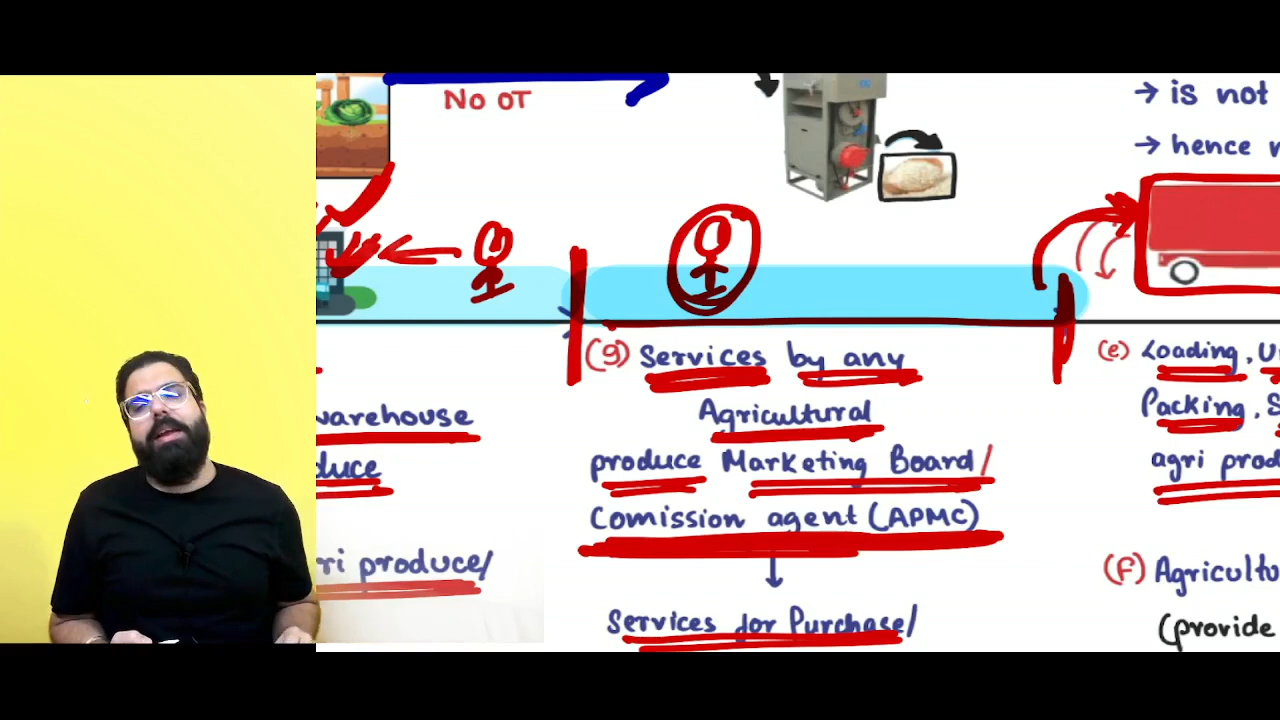 No OT
→ is not
→ hence
warehouse
duce
ri produce/
(g) Services by any
Agricultural
produce Marketing Board/
Comission agent (APMC)
↓
Services for Purchase/
(e) Loading,
Packing,
agri prod
(f) Agricultu
(provide